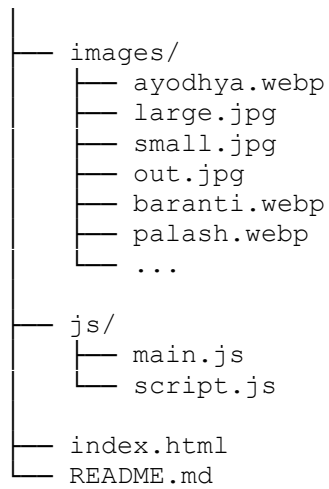 │
├── images/
│   ├── ayodhya.webp
│   ├── large.jpg
│   ├── small.jpg
│   ├── out.jpg
│   ├── baranti.webp
│   ├── palash.webp
│   └── ...
│
├── js/
│   ├── main.js
│   └── script.js
│
├── index.html
└── README.md